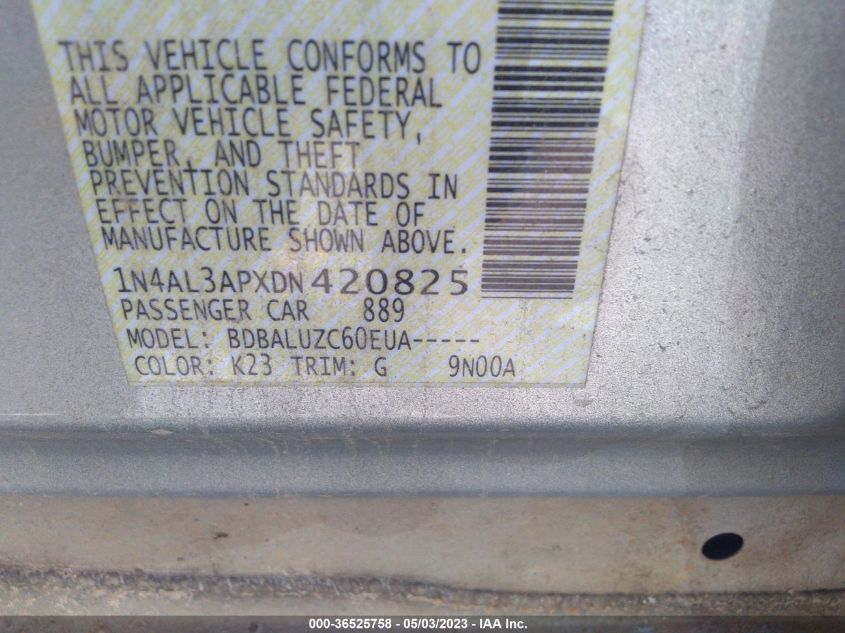 THIS VEHICLE CONFORMS TO
ALL APPLICABLE FEDERAL
MOTOR VEHICLE SAFETY,
BUMPER, AND THEFT
PREVENTION STANDARDS IN
EFFECT ON THE DATE OF
MANUFACTURE SHOWN ABOVE.
1N4AL3APXDN420825
PASSENGER CAR 889
MODEL: BDBALUZC60EUA-----
COLOR: K23 TRIM: G 9N00A
000-36525758 - 05/03/2023 - IAA Inc.